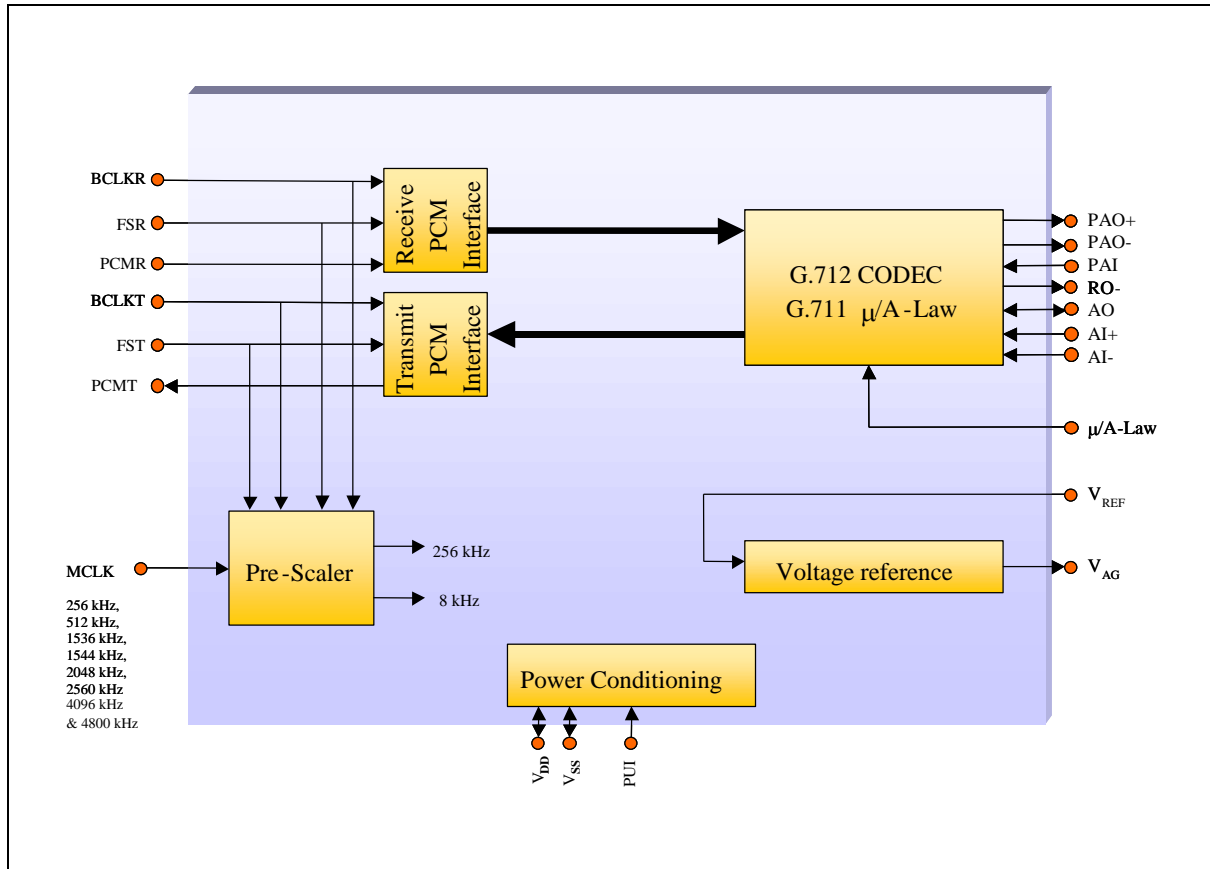 BCLKR
FSR
PCMR
BCLKT
FST
PCMT
Receive
PCM
Interface
Transmit
PCM
Interface
G.712 CODEC
G.711 μ/A-Law
PAO+
PAO-
PAI
RO-
AO
AI+
AI-
μ/A-Law
VREF
VAG
Voltage reference
MCLK
256 kHz,
512 kHz,
1536 kHz,
1544 kHz,
2048 kHz,
2560 kHz
4096 kHz
& 4800 kHz
Pre-Scaler
256 kHz
8 kHz
Power Conditioning
VDD
VSS
PUI